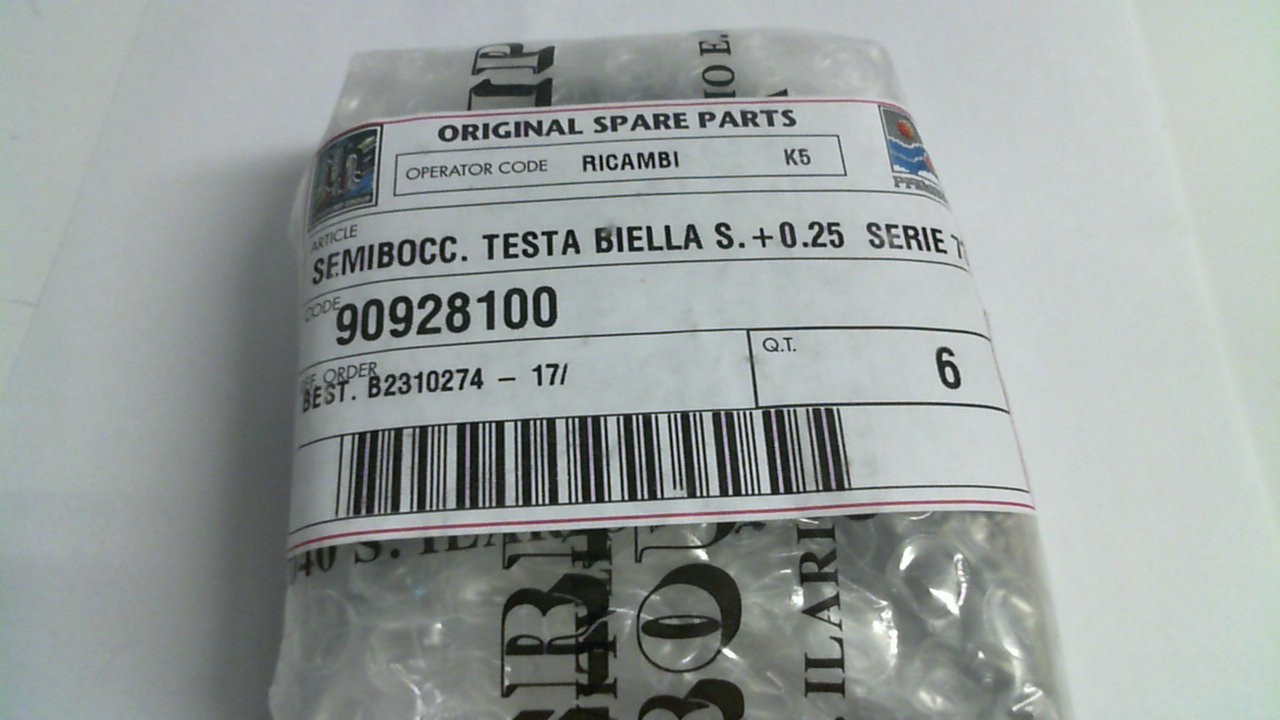 ORIGINAL SPARE PARTS
OPERATOR CODE RICAMBI K5
ARTICLE
SEMIBOCC. TESTA BIELLA S.+0.25 SERIE
CODE
90928100
ORDER
BEST. B2310274 – 17/
Q.T.
6
ILARI